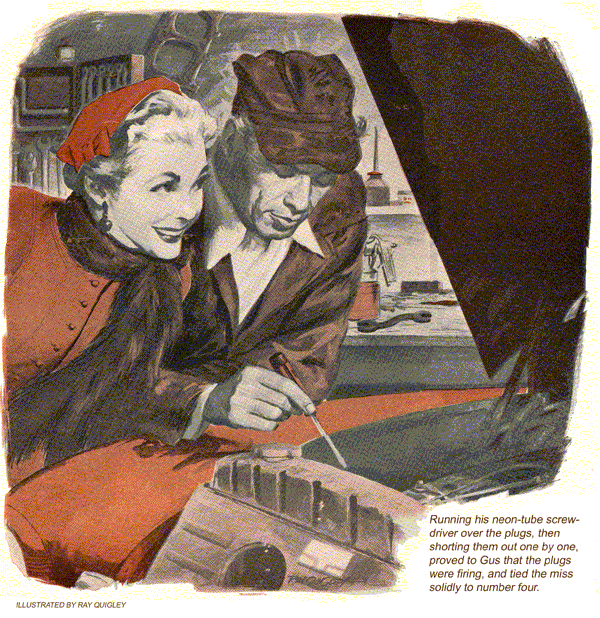 Running his neon-tube screw-
driver over the plugs, then
shorting them out one by one,
proved to Gus that the plugs
were firing, and tied the miss
solidly to number four.
ILLUSTRATED BY RAY QUIGLEY